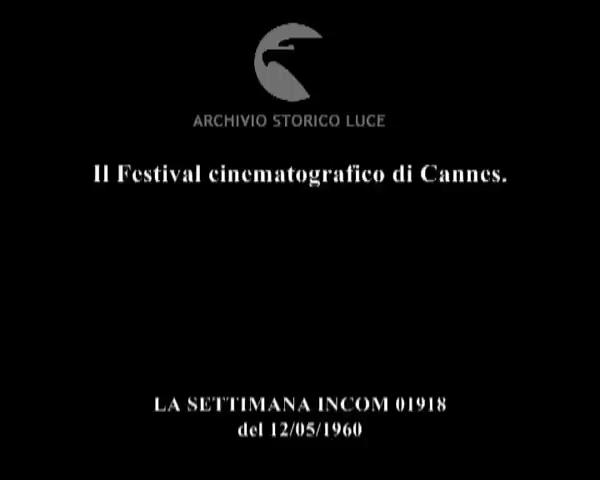 ARCHIVIO STORICO LUCE
Il Festival cinematografico di Cannes.
LA SETTIMANA INCOM 01918
del 12/05/1960